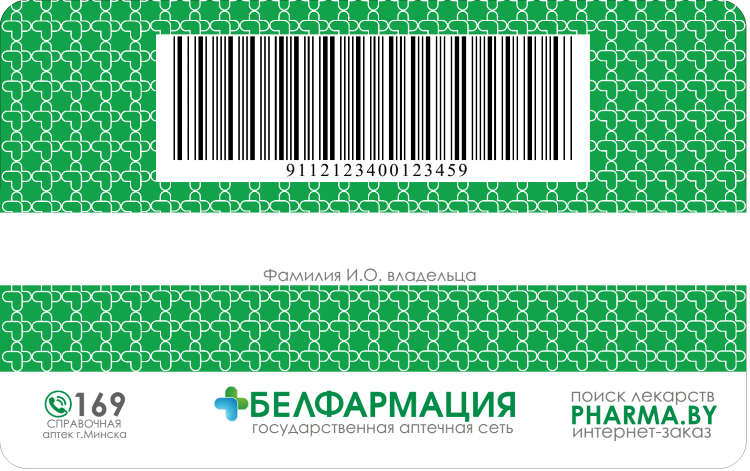 9112123400123459
Фамилия И.О. владельца
169
СПРАВОЧНАЯ
аптек г.Минска
БЕЛФАРМАЦИЯ
государственная аптечная сеть
поиск лекарств
PHARMA.BY
интернет-заказ